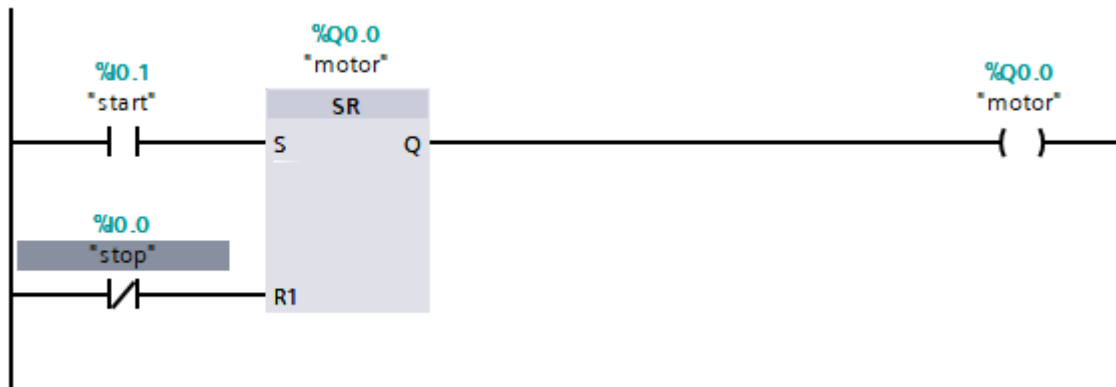 %Q0.0
"motor"
%I0.1
"start"
SR
S
Q
%Q0.0
"motor"
%I0.0
"stop"
R1